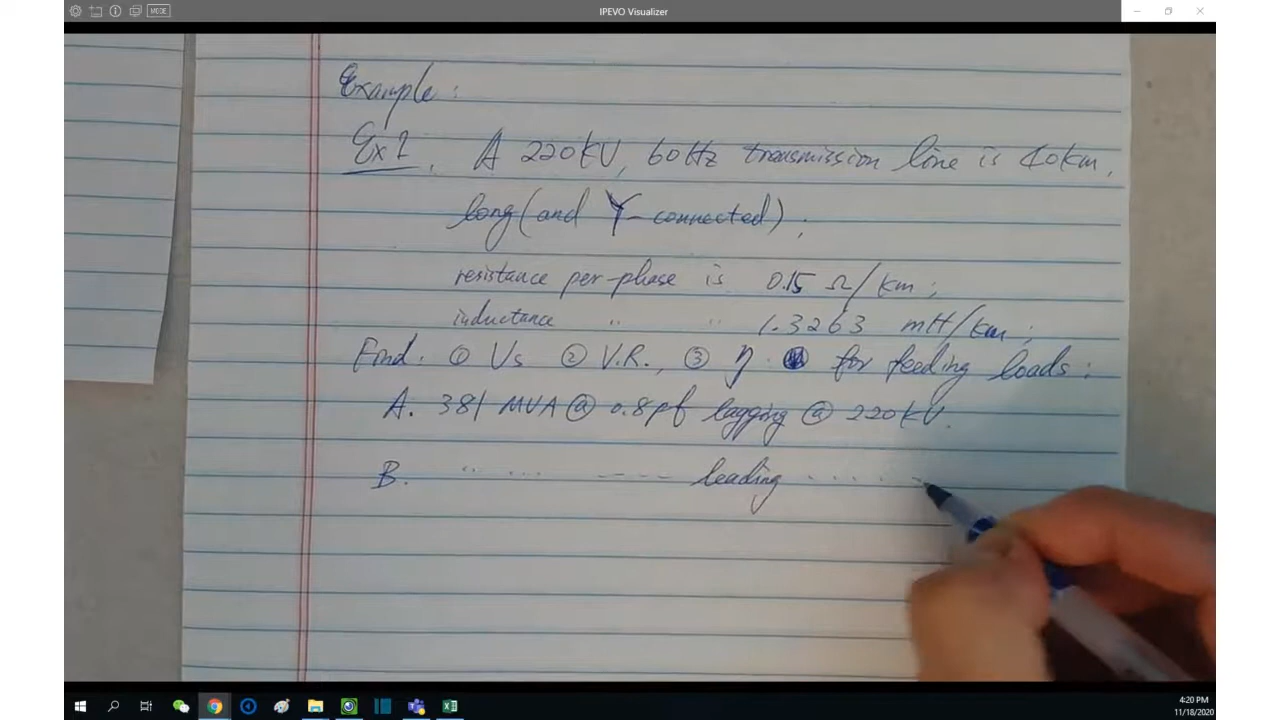 IPEVO Visualizer
MODE
Example :
Ex 1. A 220kV, 60Hz transmission line is 40km,
long (and Y-connected);
resistance per-phase is 0.15 Ω/km;
inductance " " 1.3263 mH/km;
Find: ① Vs ② V.R., ③ η for feeding loads:
A. 381 MVA @ 0.8 pf lagging @ 220kV.
B. ·· ··· ---- leading · · · · ··
4:20 PM
11/18/2020